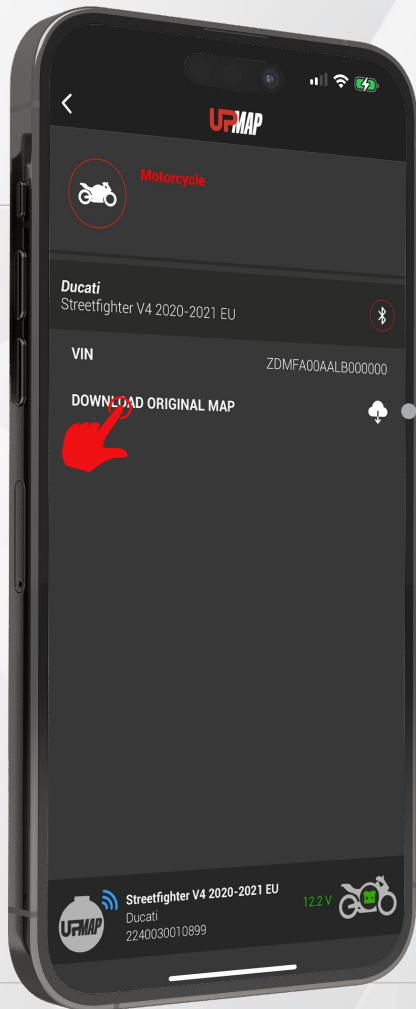 UPMAP
Motorcycle
Ducati
Streetfighter V4 2020-2021 EU
VIN ZDMFA00AALB000000
DOWNLOAD ORIGINAL MAP
UPMAP
Streetfighter V4 2020-2021 EU
Ducati
2240030010899
12.2 V